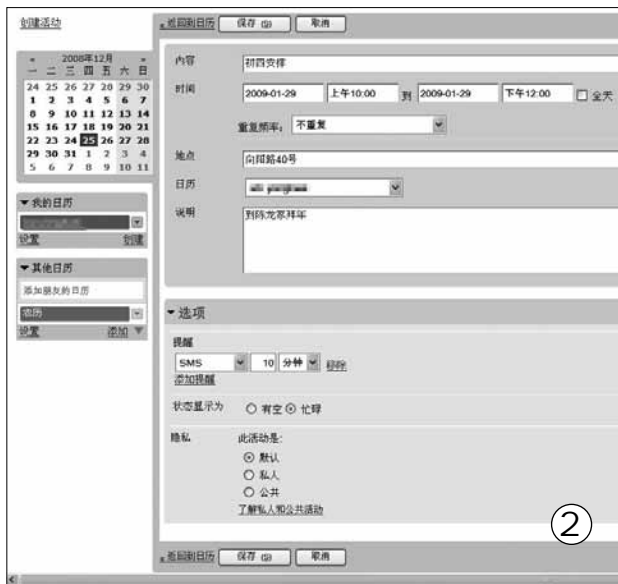 创建活动
« 返回到日历 保存 (S) 取消
« 2008年12月 »
一 二 三 四 五 六 日
24 25 26 27 28 29 30
1 2 3 4 5 6 7
8 9 10 11 12 13 14
15 16 17 18 19 20 21
22 23 24 25 26 27 28
29 30 31 1 2 3 4
5 6 7 8 9 10 11
▼我的日历
设置 创建
▼其他日历
添加朋友的日历
农历
设置 添加 ▼
内容 初四安排
时间 2009-01-29 上午10:00 到 2009-01-29 下午12:00 全天
重复频率: 不重复
地点 向阳路40号
日历
说明 到陈龙家拜年
▼选项
提醒
SMS 10 分钟 移除
添加提醒
状态显示为 有空 忙碌
隐私 此活动是:
默认
私人
公共
了解私人和公共活动
« 返回到日历 保存 (S) 取消
②